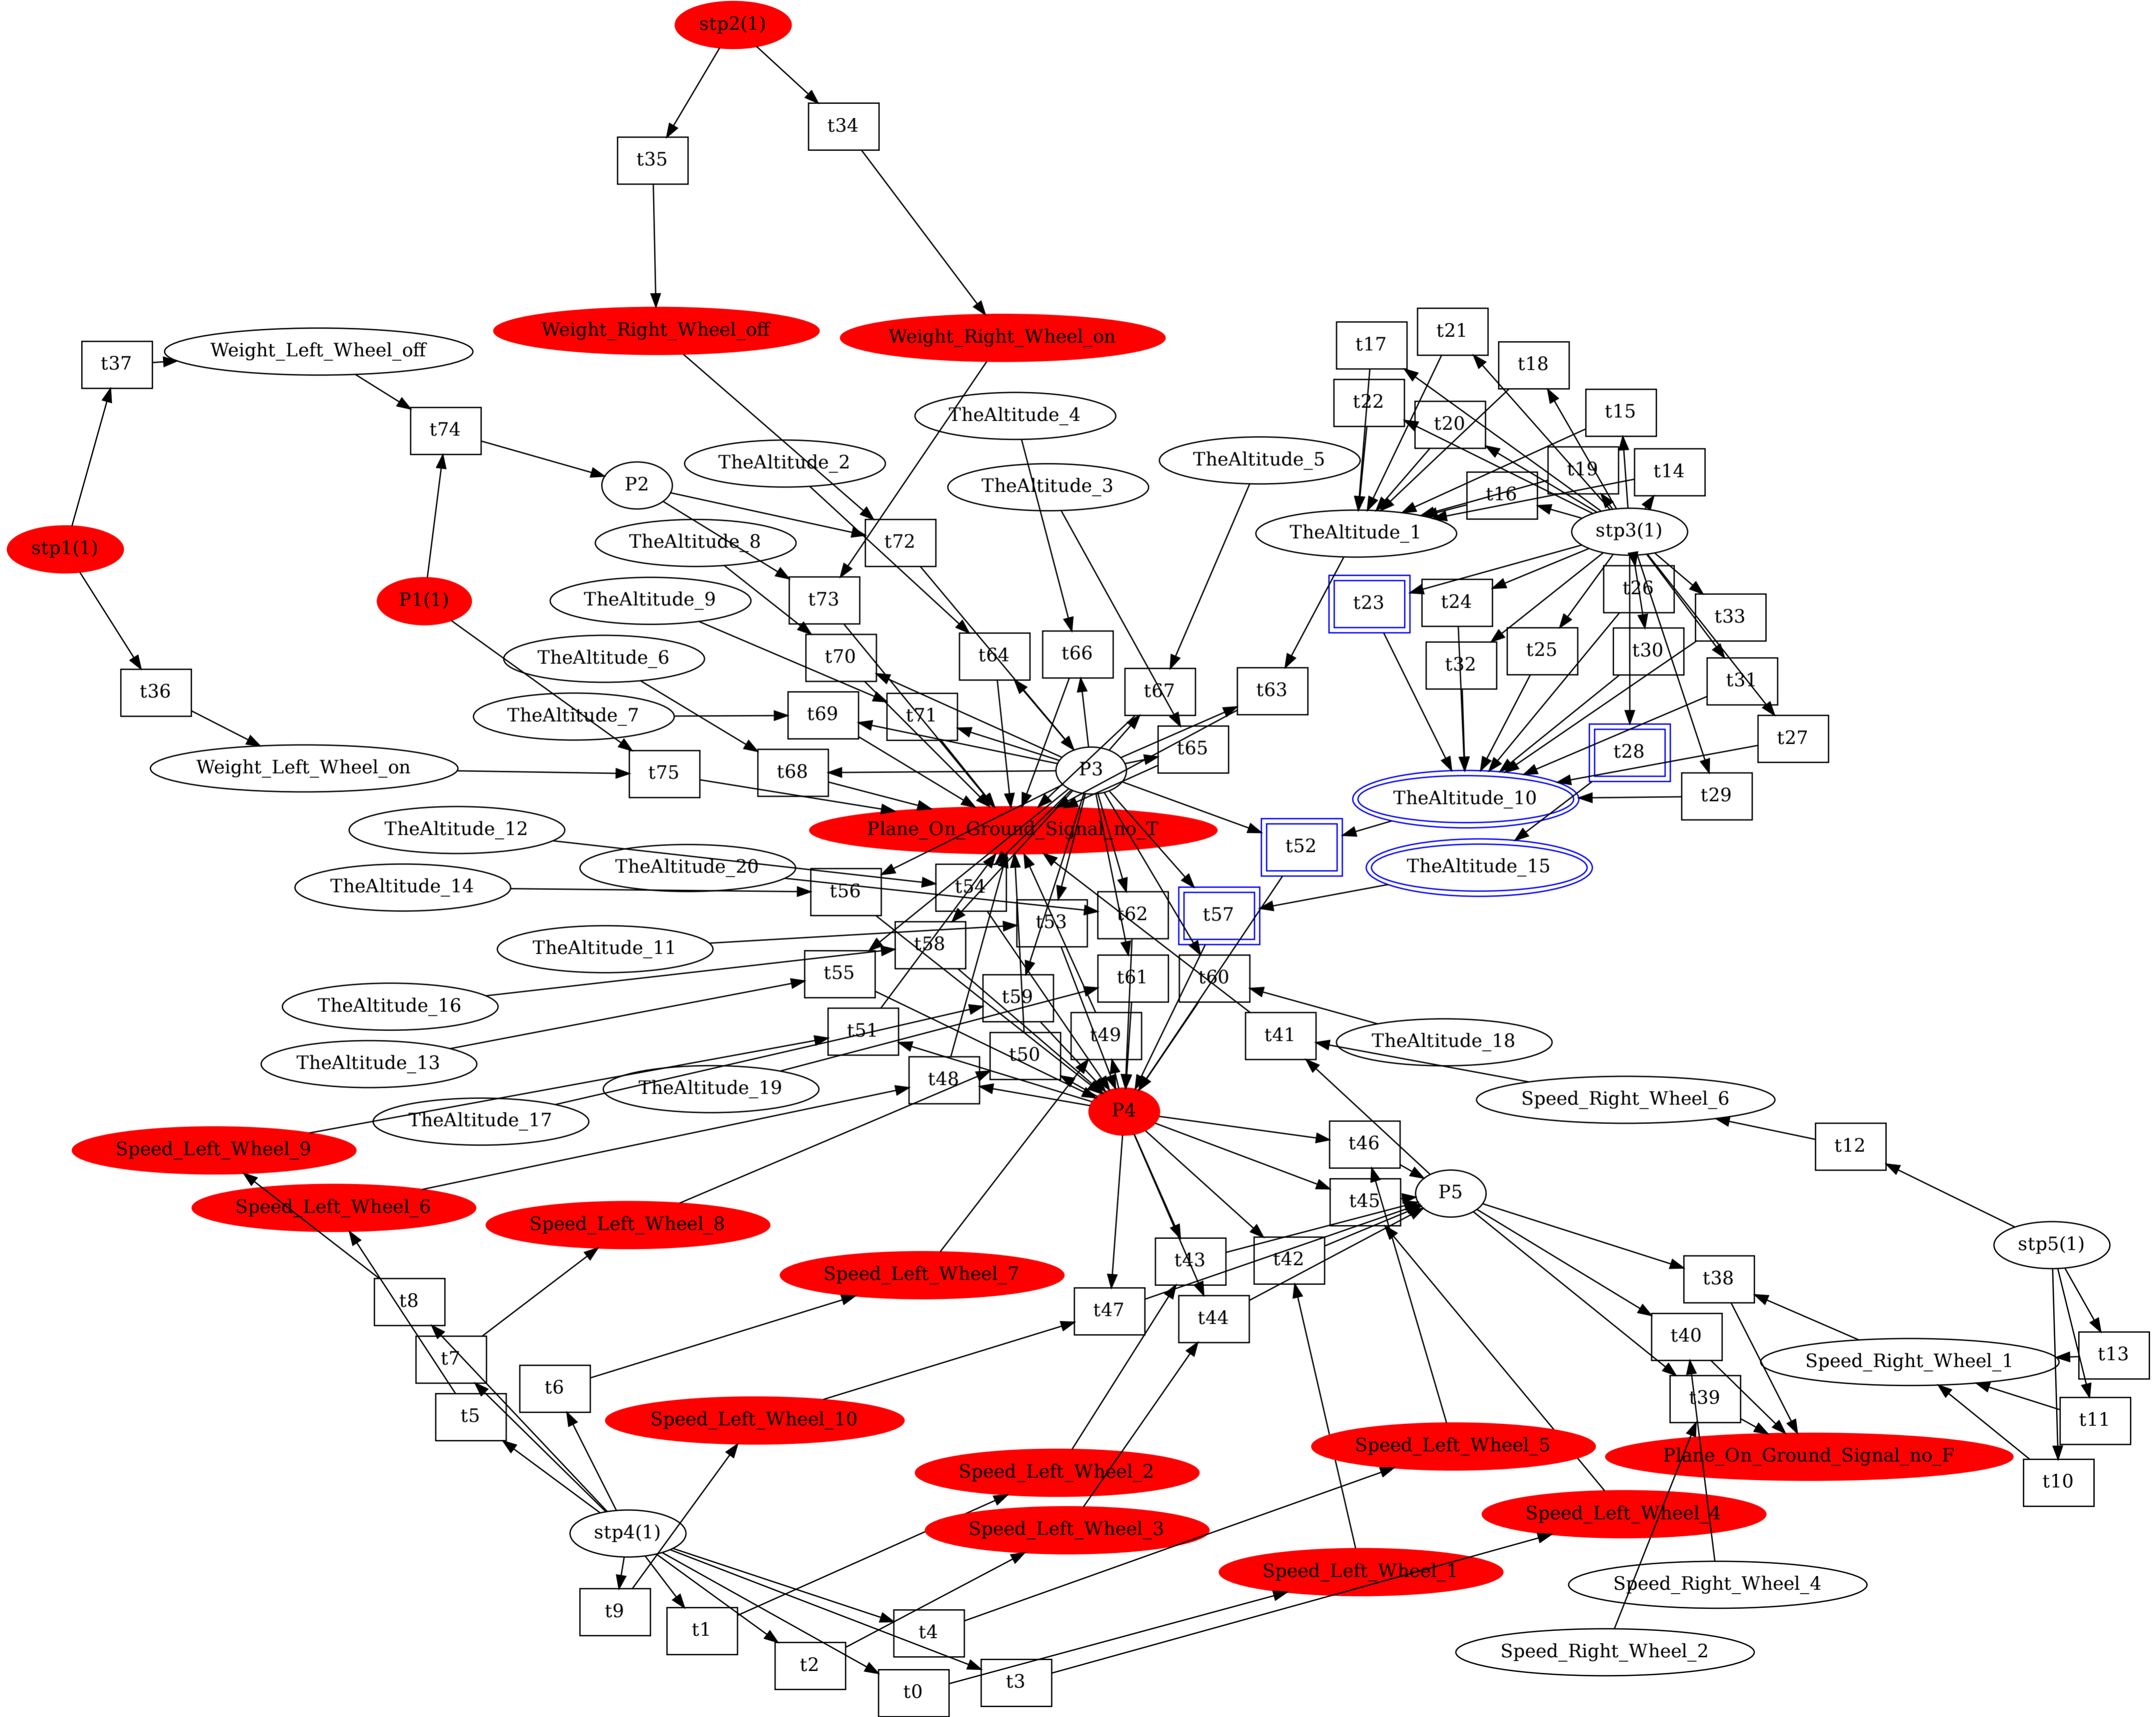 stp2(1)
t34
t35
Weight_Right_Wheel_off
Weight_Right_Wheel_on
t37
Weight_Left_Wheel_off
t17
t21
t18
t22
t20
t15
TheAltitude_4
t74
TheAltitude_2
TheAltitude_5
t19
t14
P2
TheAltitude_3
t16
stp1(1)
TheAltitude_8
t72
TheAltitude_1
stp3(1)
P1(1)
TheAltitude_9
t73
t23
t24
t26
t33
t36
TheAltitude_6
t70
t64
t66
t32
t25
t30
t67
t63
t31
TheAltitude_7
t69
t71
Weight_Left_Wheel_on
t75
t68
P3
t65
t28
t27
TheAltitude_10
t29
TheAltitude_12
Plane_On_Ground_Signal_no_T
t52
TheAltitude_14
TheAltitude_20
t56
t54
TheAltitude_15
TheAltitude_11
t58
t53
t62
t57
t55
t59
t61
t60
TheAltitude_16
t51
t49
t41
TheAltitude_18
TheAltitude_13
t48
t50
TheAltitude_19
TheAltitude_17
P4
Speed_Right_Wheel_6
Speed_Left_Wheel_9
t46
t12
Speed_Left_Wheel_6
Speed_Left_Wheel_8
t45
P5
Speed_Left_Wheel_7
t43
t42
stp5(1)
t8
t47
t44
t38
t7
t6
t40
Speed_Right_Wheel_1
t13
t5
Speed_Left_Wheel_10
t39
t11
Speed_Left_Wheel_2
Speed_Left_Wheel_5
Plane_On_Ground_Signal_no_F
t10
stp4(1)
Speed_Left_Wheel_3
Speed_Left_Wheel_4
Speed_Left_Wheel_1
Speed_Right_Wheel_4
t9
t1
t4
Speed_Right_Wheel_2
t2
t0
t3